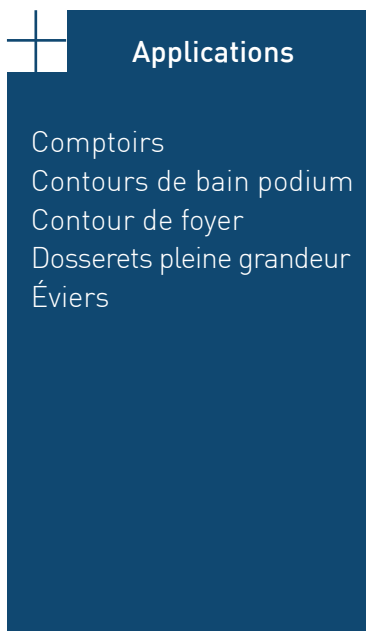 Applications
Comptoirs
Contours de bain podium
Contour de foyer
Dosserets pleine grandeur
Éviers